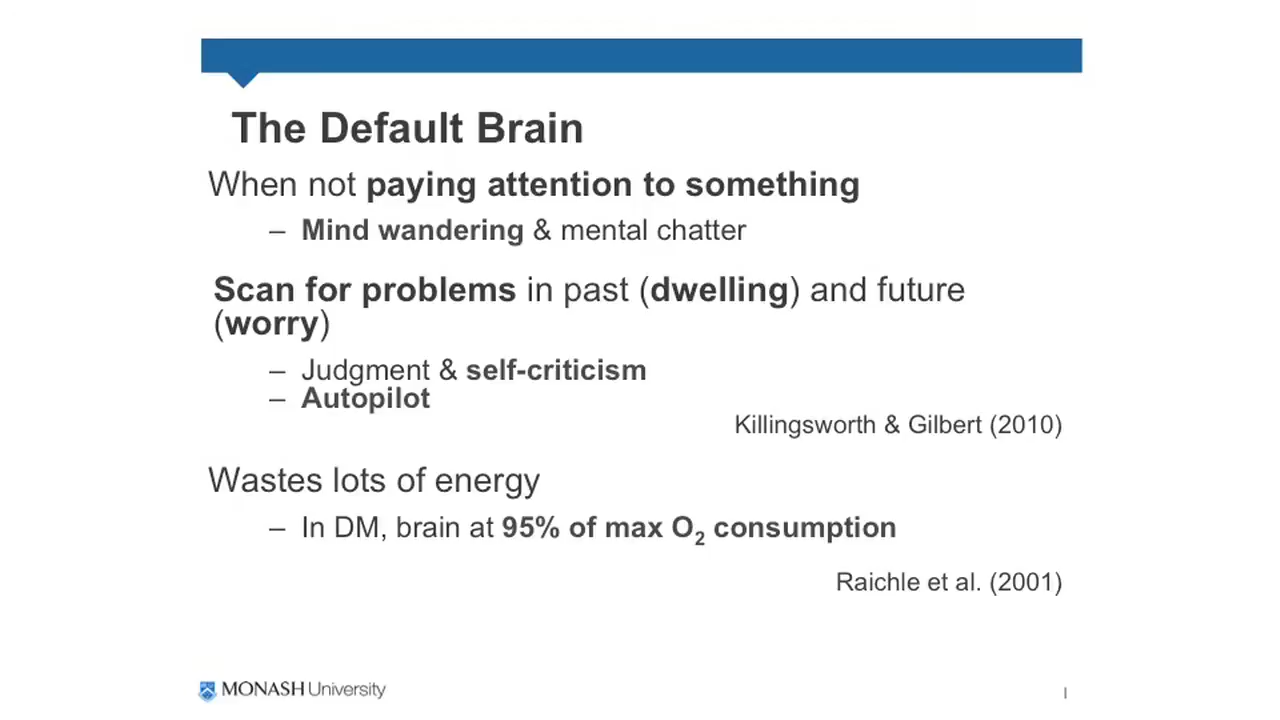 The Default Brain
When not paying attention to something
– Mind wandering & mental chatter
Scan for problems in past (dwelling) and future
(worry)
– Judgment & self-criticism
– Autopilot
Killingsworth & Gilbert (2010)
Wastes lots of energy
– In DM, brain at 95% of max O₂ consumption
Raichle et al. (2001)
MONASH University